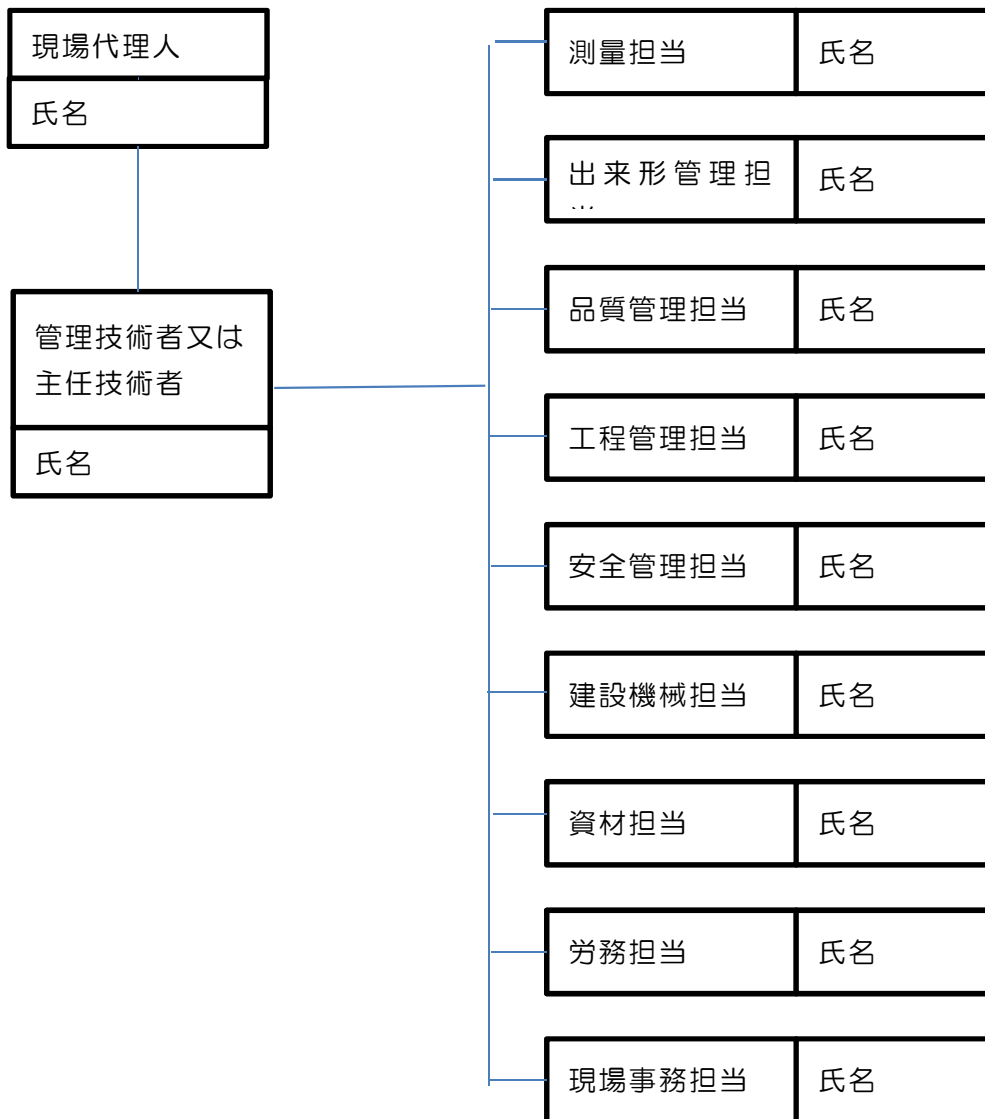 現場代理人
氏名
管理技術者又は
主任技術者
氏名
測量担当
氏名
出来形管理担
氏名
品質管理担当
氏名
工程管理担当
氏名
安全管理担当
氏名
建設機械担当
氏名
資材担当
氏名
労務担当
氏名
現場事務担当
氏名